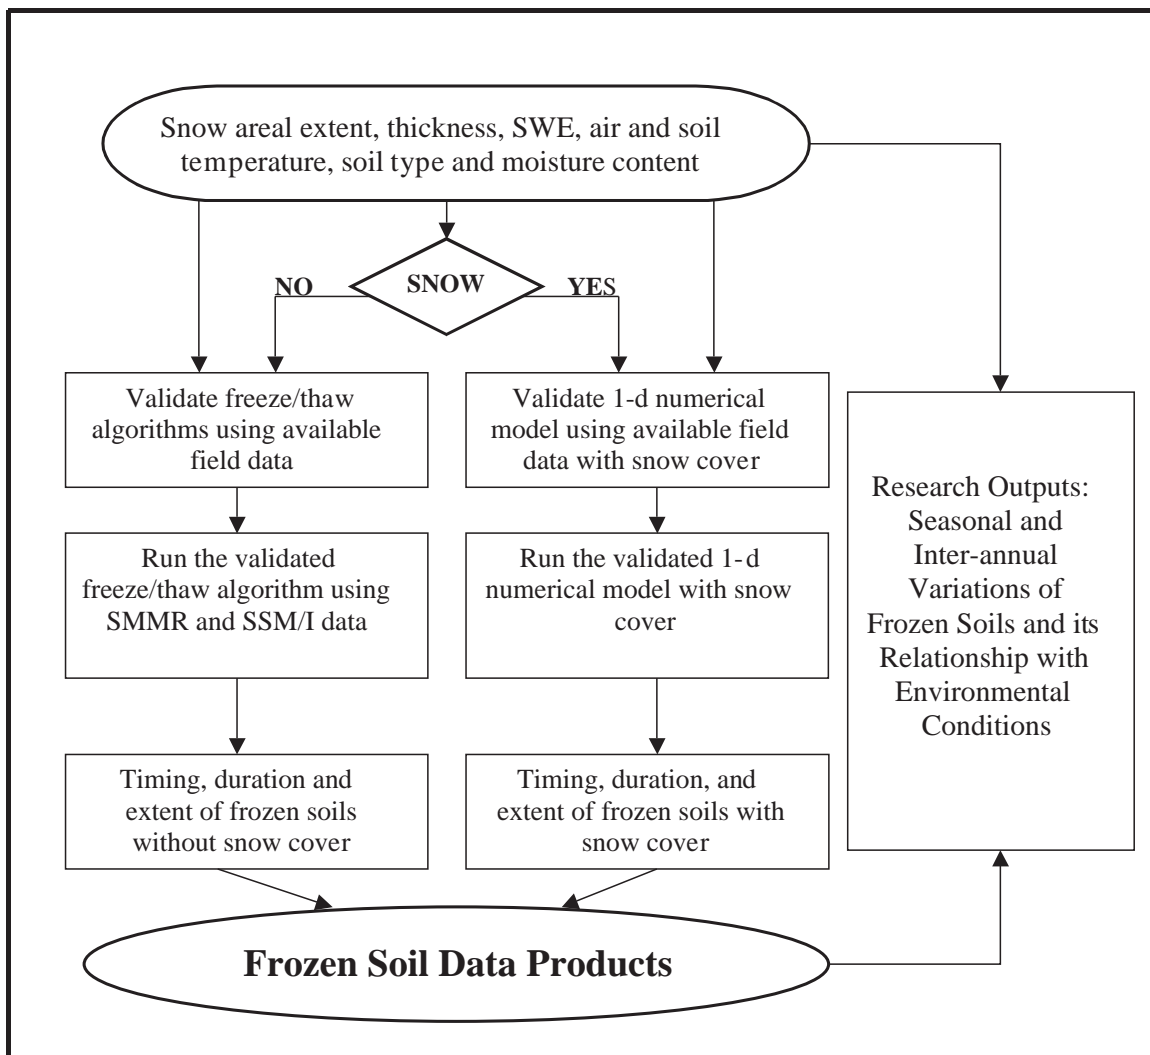 Snow areal extent, thickness, SWE, air and soil
temperature, soil type and moisture content
SNOW
NO
YES
Validate freeze/thaw
algorithms using available
field data
Validate 1-d numerical
model using available field
data with snow cover
Run the validated
freeze/thaw algorithm using
SMMR and SSM/I data
Run the validated 1-d
numerical model with snow
cover
Timing, duration and
extent of frozen soils
without snow cover
Timing, duration, and
extent of frozen soils with
snow cover
Research Outputs:
Seasonal and
Inter-annual
Variations of
Frozen Soils and its
Relationship with
Environmental
Conditions
Frozen Soil Data Products